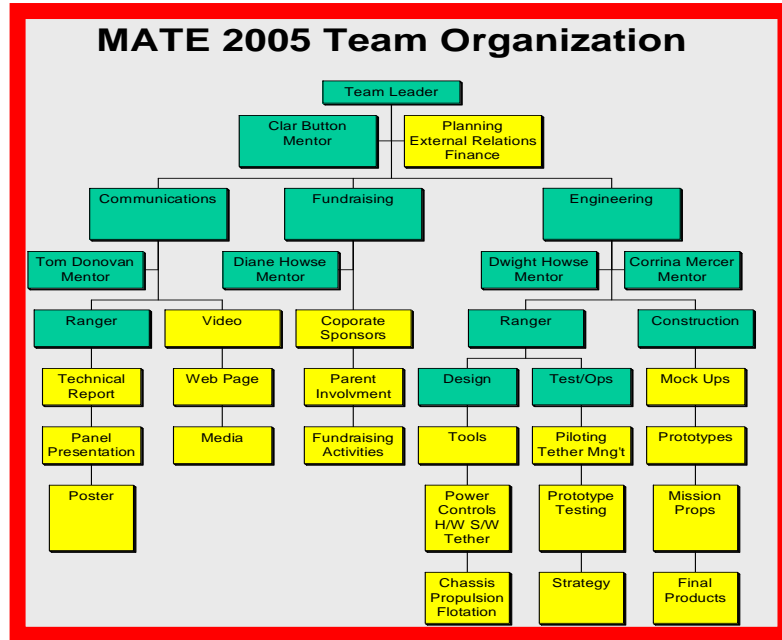 MATE 2005 Team Organization
Team Leader
Clar Button
Mentor
Planning
External Relations
Finance
Communications
Fundraising
Engineering
Tom Donovan
Mentor
Diane Howse
Mentor
Dwight Howse
Mentor
Corrina Mercer
Mentor
Ranger
Video
Coporate
Sponsors
Ranger
Construction
Technical
Report
Web Page
Parent
Involvment
Design
Test/Ops
Mock Ups
Panel
Presentation
Media
Fundraising
Activities
Tools
Piloting
Tether Mng't
Prototypes
Poster
Power
Controls
H/W S/W
Tether
Prototype
Testing
Mission
Props
Chassis
Propulsion
Flotation
Strategy
Final
Products